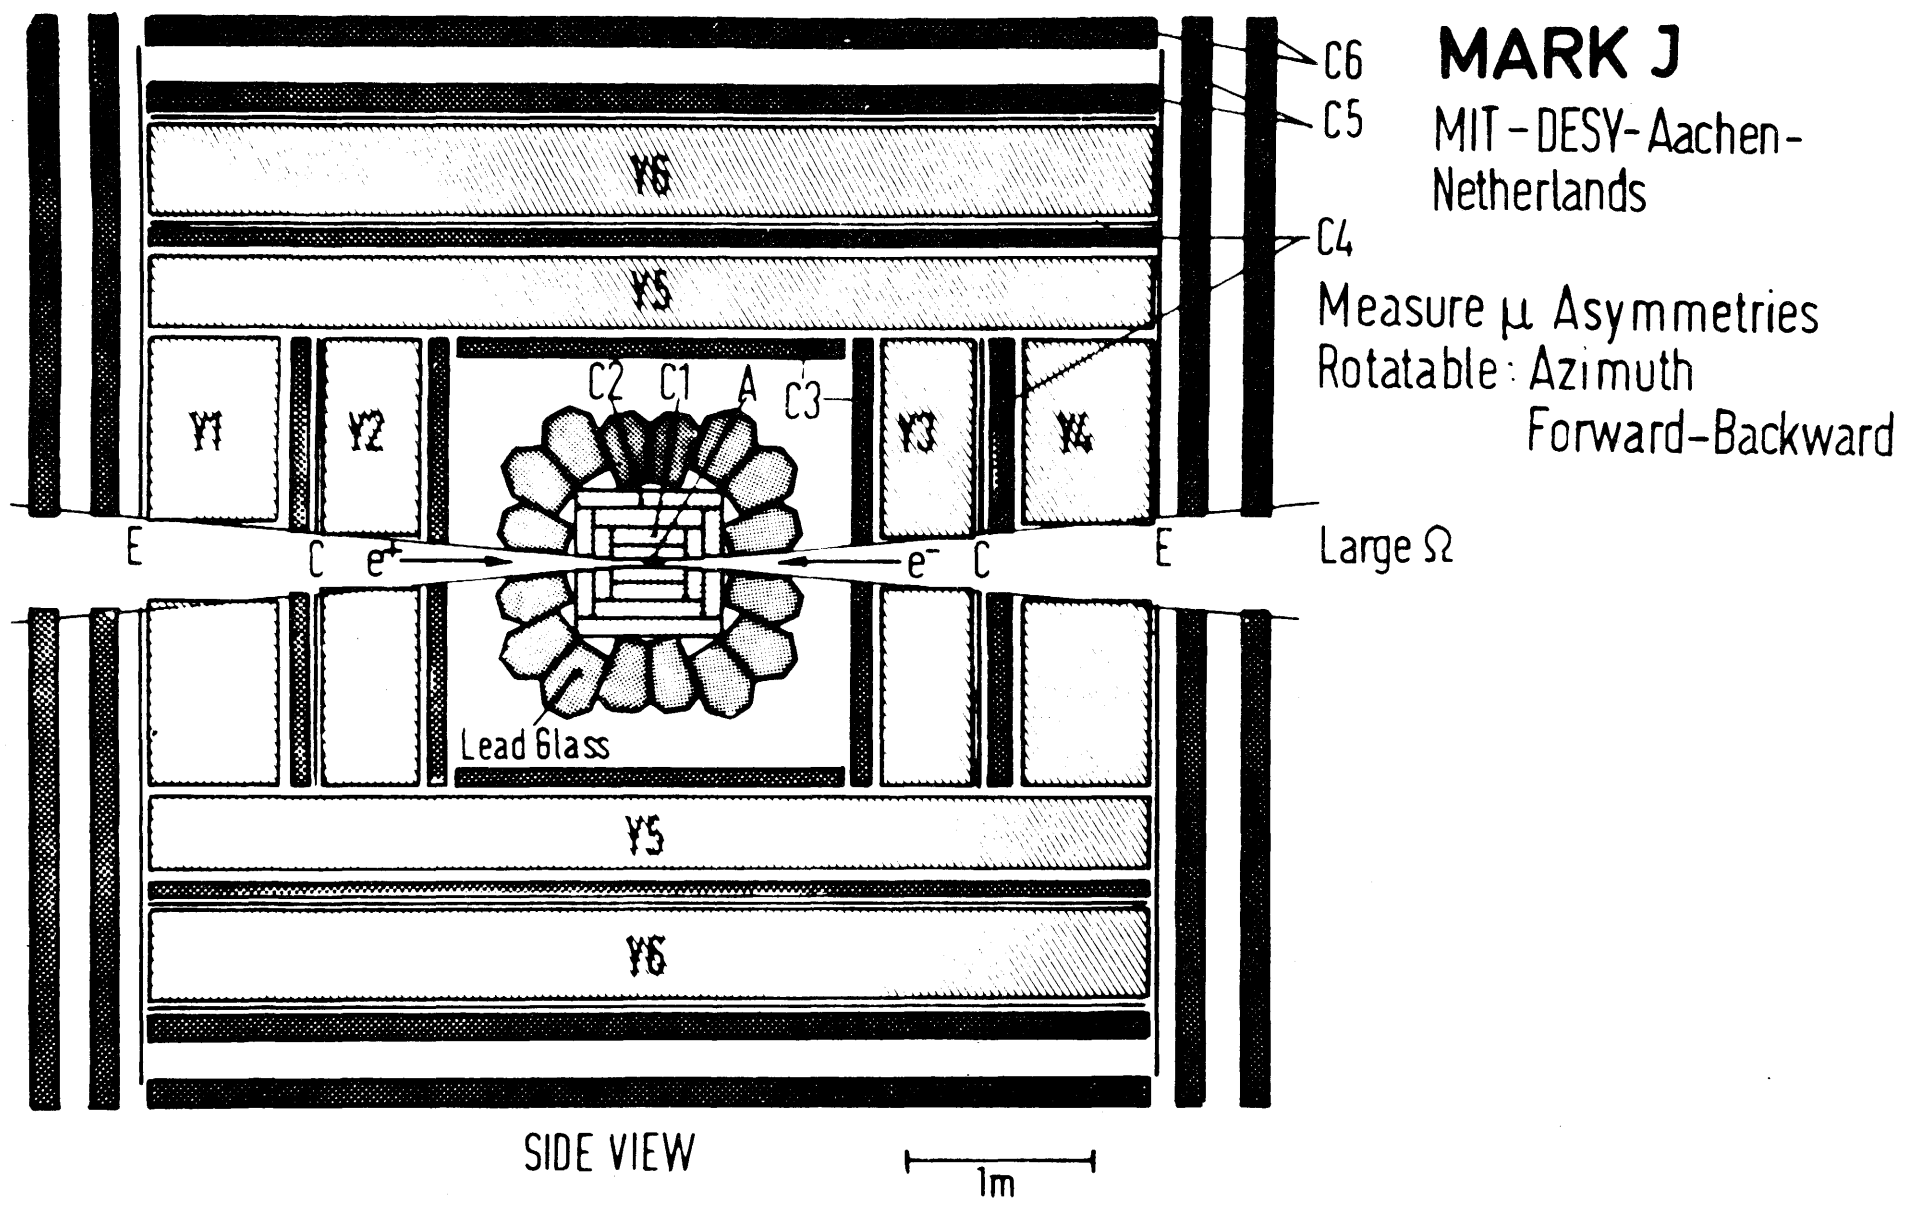 C6
MARK J
C5
MIT-DESY-Aachen-
Netherlands
Y6
C4
Y5
Measure μ Asymmetries
Rotatable: Azimuth
Forward-Backward
C2
C1
A
C3
Y1
Y2
Y3
Y4
E
C
e+
e-
C
E
Large Ω
Lead Glass
Y5
Y6
SIDE VIEW
1m